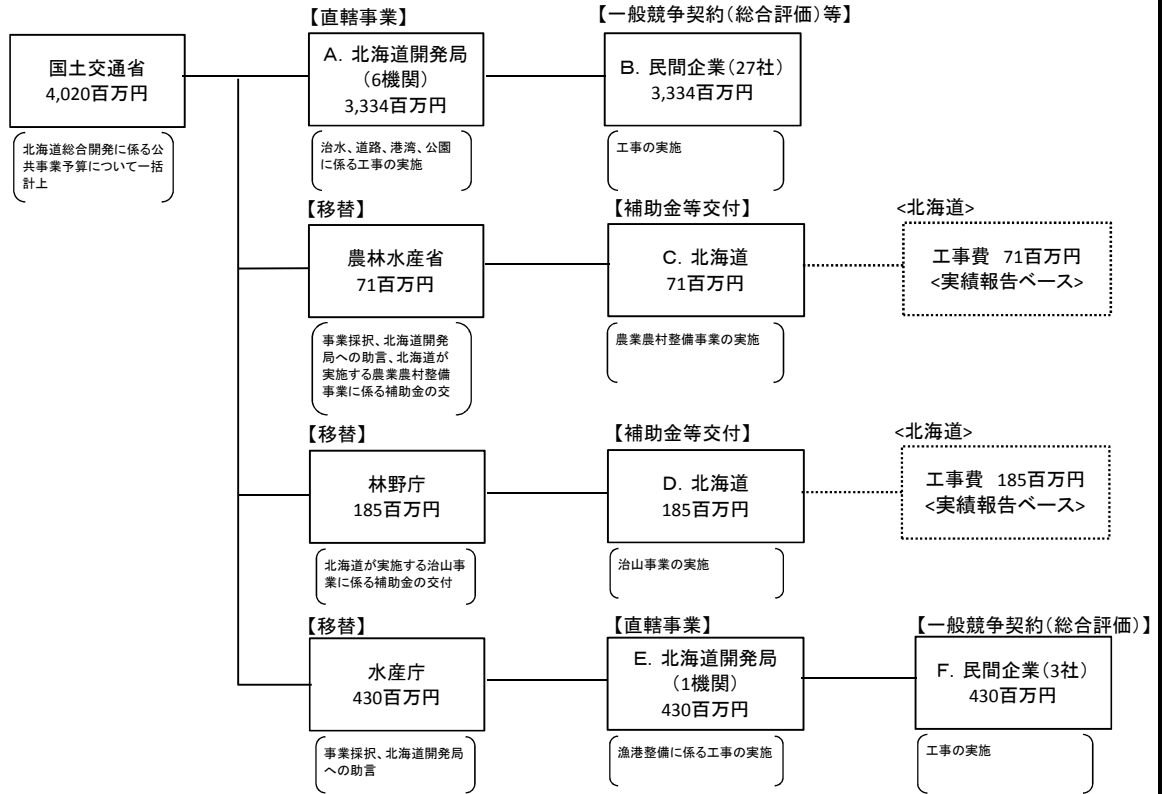 【直轄事業】
【一般競争契約(総合評価)等】
国土交通省
4,020百万円
A. 北海道開発局
(6機関)
3,334百万円
B. 民間企業(27社)
3,334百万円
北海道総合開発に係る公
共事業予算について一括
計上
治水、道路、港湾、公園
に係る工事の実施
工事の実施
【移替】
【補助金等交付】
<北海道>
農林水産省
71百万円
C. 北海道
71百万円
工事費 71百万円
<実績報告ベース>
事業採択、北海道開発
局への助言、北海道が
実施する農業農村整備
事業に係る補助金の交
農業農村整備事業の実施
【移替】
【補助金等交付】
<北海道>
林野庁
185百万円
D. 北海道
185百万円
工事費 185百万円
<実績報告ベース>
北海道が実施する治山事
業に係る補助金の交付
治山事業の実施
【移替】
【直轄事業】
【一般競争契約(総合評価)】
水産庁
430百万円
E. 北海道開発局
(1機関)
430百万円
F. 民間企業(3社)
430百万円
事業採択、北海道開発局
への助言
漁港整備に係る工事の実施
工事の実施